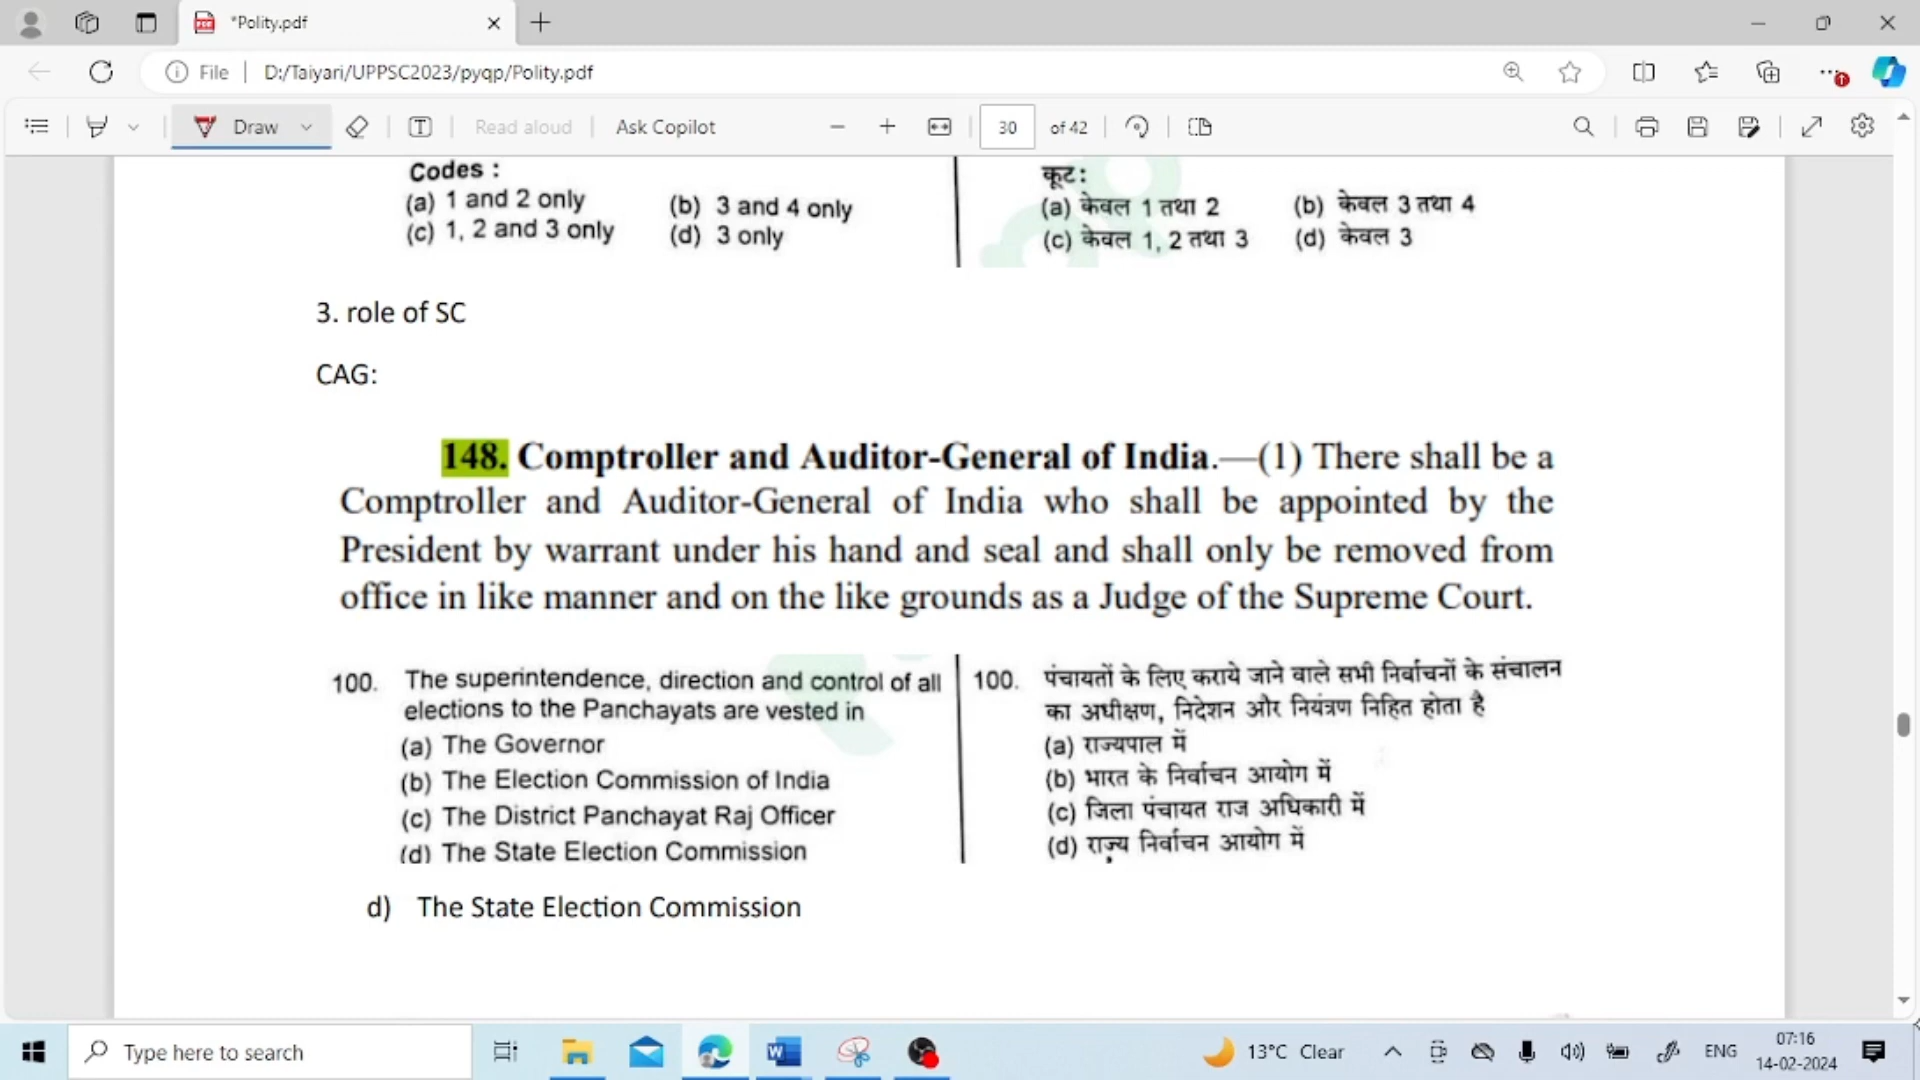 *Polity.pdf
File
D:/Taiyari/UPPSC2023/pyqp/Polity.pdf
Draw
Read aloud
Ask Copilot
30 of 42
Codes :
(a) 1 and 2 only (b) 3 and 4 only
(c) 1, 2 and 3 only (d) 3 only
कूट:
(a) केवल 1 तथा 2 (b) केवल 3 तथा 4
(c) केवल 1, 2 तथा 3 (d) केवल 3
3. role of SC
CAG:
148. Comptroller and Auditor-General of India.—(1) There shall be a
Comptroller and Auditor-General of India who shall be appointed by the
President by warrant under his hand and seal and shall only be removed from
office in like manner and on the like grounds as a Judge of the Supreme Court.
100. The superintendence, direction and control of all
elections to the Panchayats are vested in
(a) The Governor
(b) The Election Commission of India
(c) The District Panchayat Raj Officer
(d) The State Election Commission
100. पंचायतों के लिए कराये जाने वाले सभी निर्वाचनों के संचालन
का अधीक्षण, निदेशन और नियंत्रण निहित होता है
(a) राज्यपाल में
(b) भारत के निर्वाचन आयोग में
(c) जिला पंचायत राज अधिकारी में
(d) राज्य निर्वाचन आयोग में
d) The State Election Commission
Type here to search
13°C Clear
ENG
07:16
14-02-2024